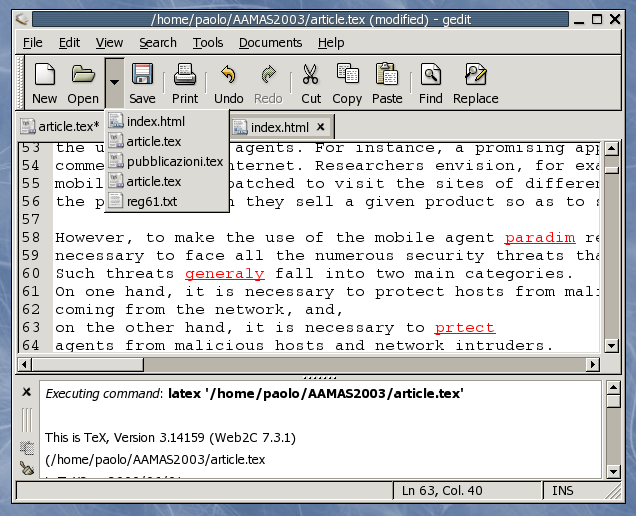 /home/paolo/AAMAS2003/article.tex (modified) - gedit
File Edit View Search Tools Documents Help
New Open Save Print Undo Redo Cut Copy Paste Find Replace
article.tex* index.html
index.html
article.tex
pubblicazioni.tex
article.tex
reg61.txt
53 the u agents. For instance, a promising app
54 comme nternet. Researchers envision, for exa
55 mobil patched to visit the sites of differen
56 the p n they sell a given product so as to s
57
58 However, to make the use of the mobile agent paradim re
59 necessary to face all the numerous security threats tha
60 Such threats generaly fall into two main categories.
61 On one hand, it is necessary to protect hosts from mali
62 coming from the network, and,
63 on the other hand, it is necessary to prtect
64 agents from malicious hosts and network intruders.
Executing command: latex '/home/paolo/AAMAS2003/article.tex'
This is TeX, Version 3.14159 (Web2C 7.3.1)
(/home/paolo/AAMAS2003/article.tex
Ln 63, Col. 40 INS